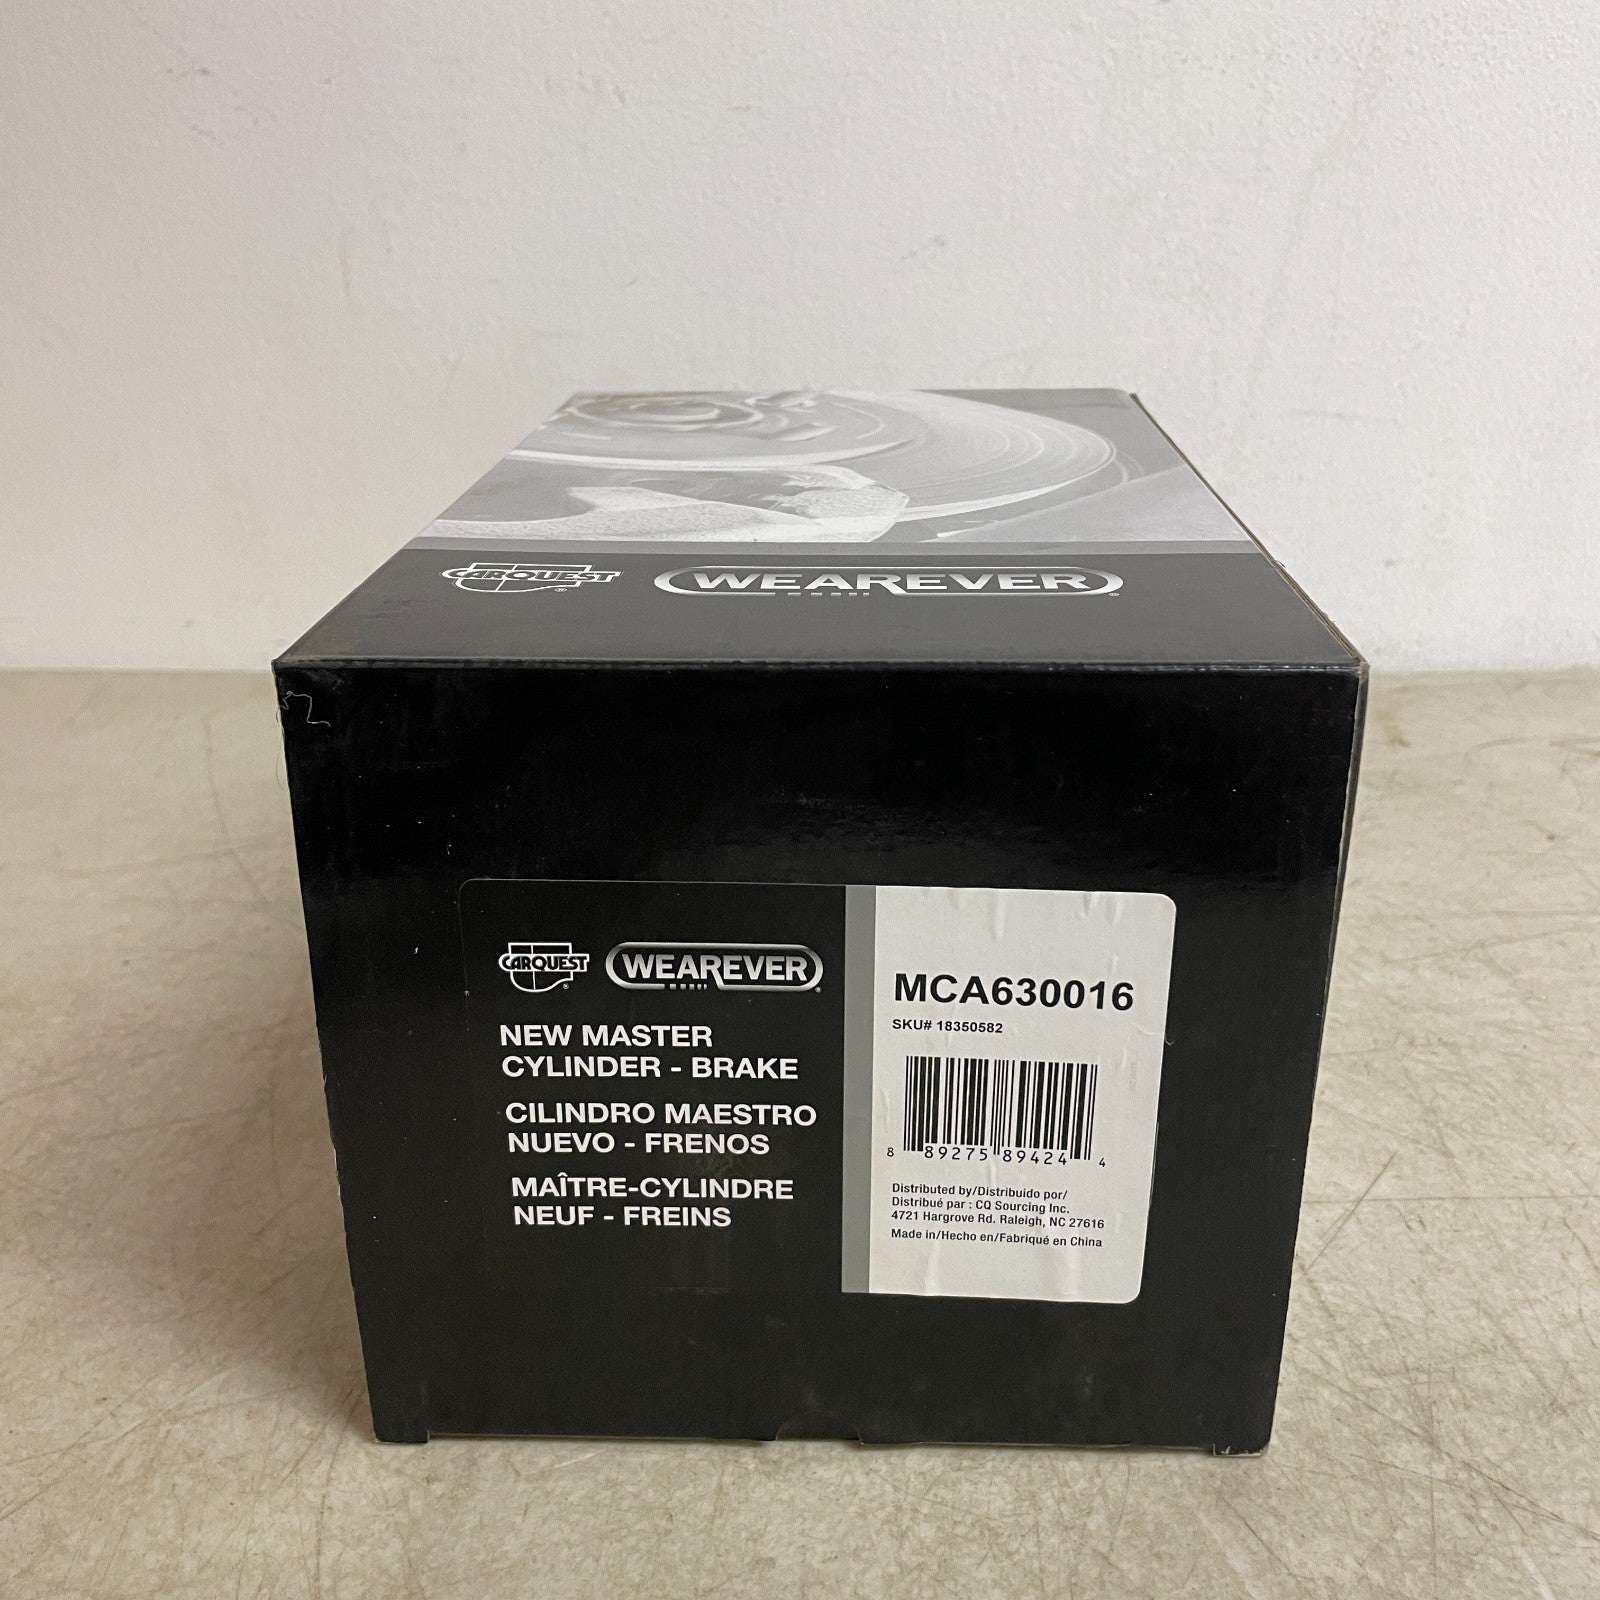 CARQUEST WEAREVER
CARQUEST WEAREVER
NEW MASTER
CYLINDER - BRAKE
CILINDRO MAESTRO
NUEVO - FRENOS
MAÎTRE-CYLINDRE
NEUF - FREINS
MCA630016
SKU# 18350582
8 89275 89424 4
Distributed by/Distribuido por/
Distribué par : CQ Sourcing Inc.
4721 Hargrove Rd. Raleigh, NC 27616
Made in/Hecho en/Fabriqué en China